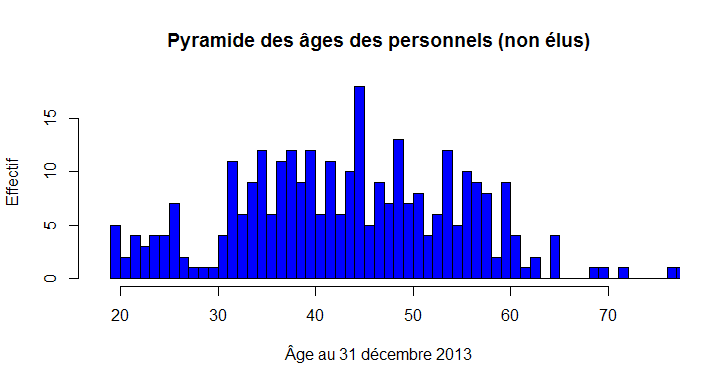 Pyramide des âges des personnels (non élus)
15
10
5
0
Effectif
20 30 40 50 60 70
Âge au 31 décembre 2013